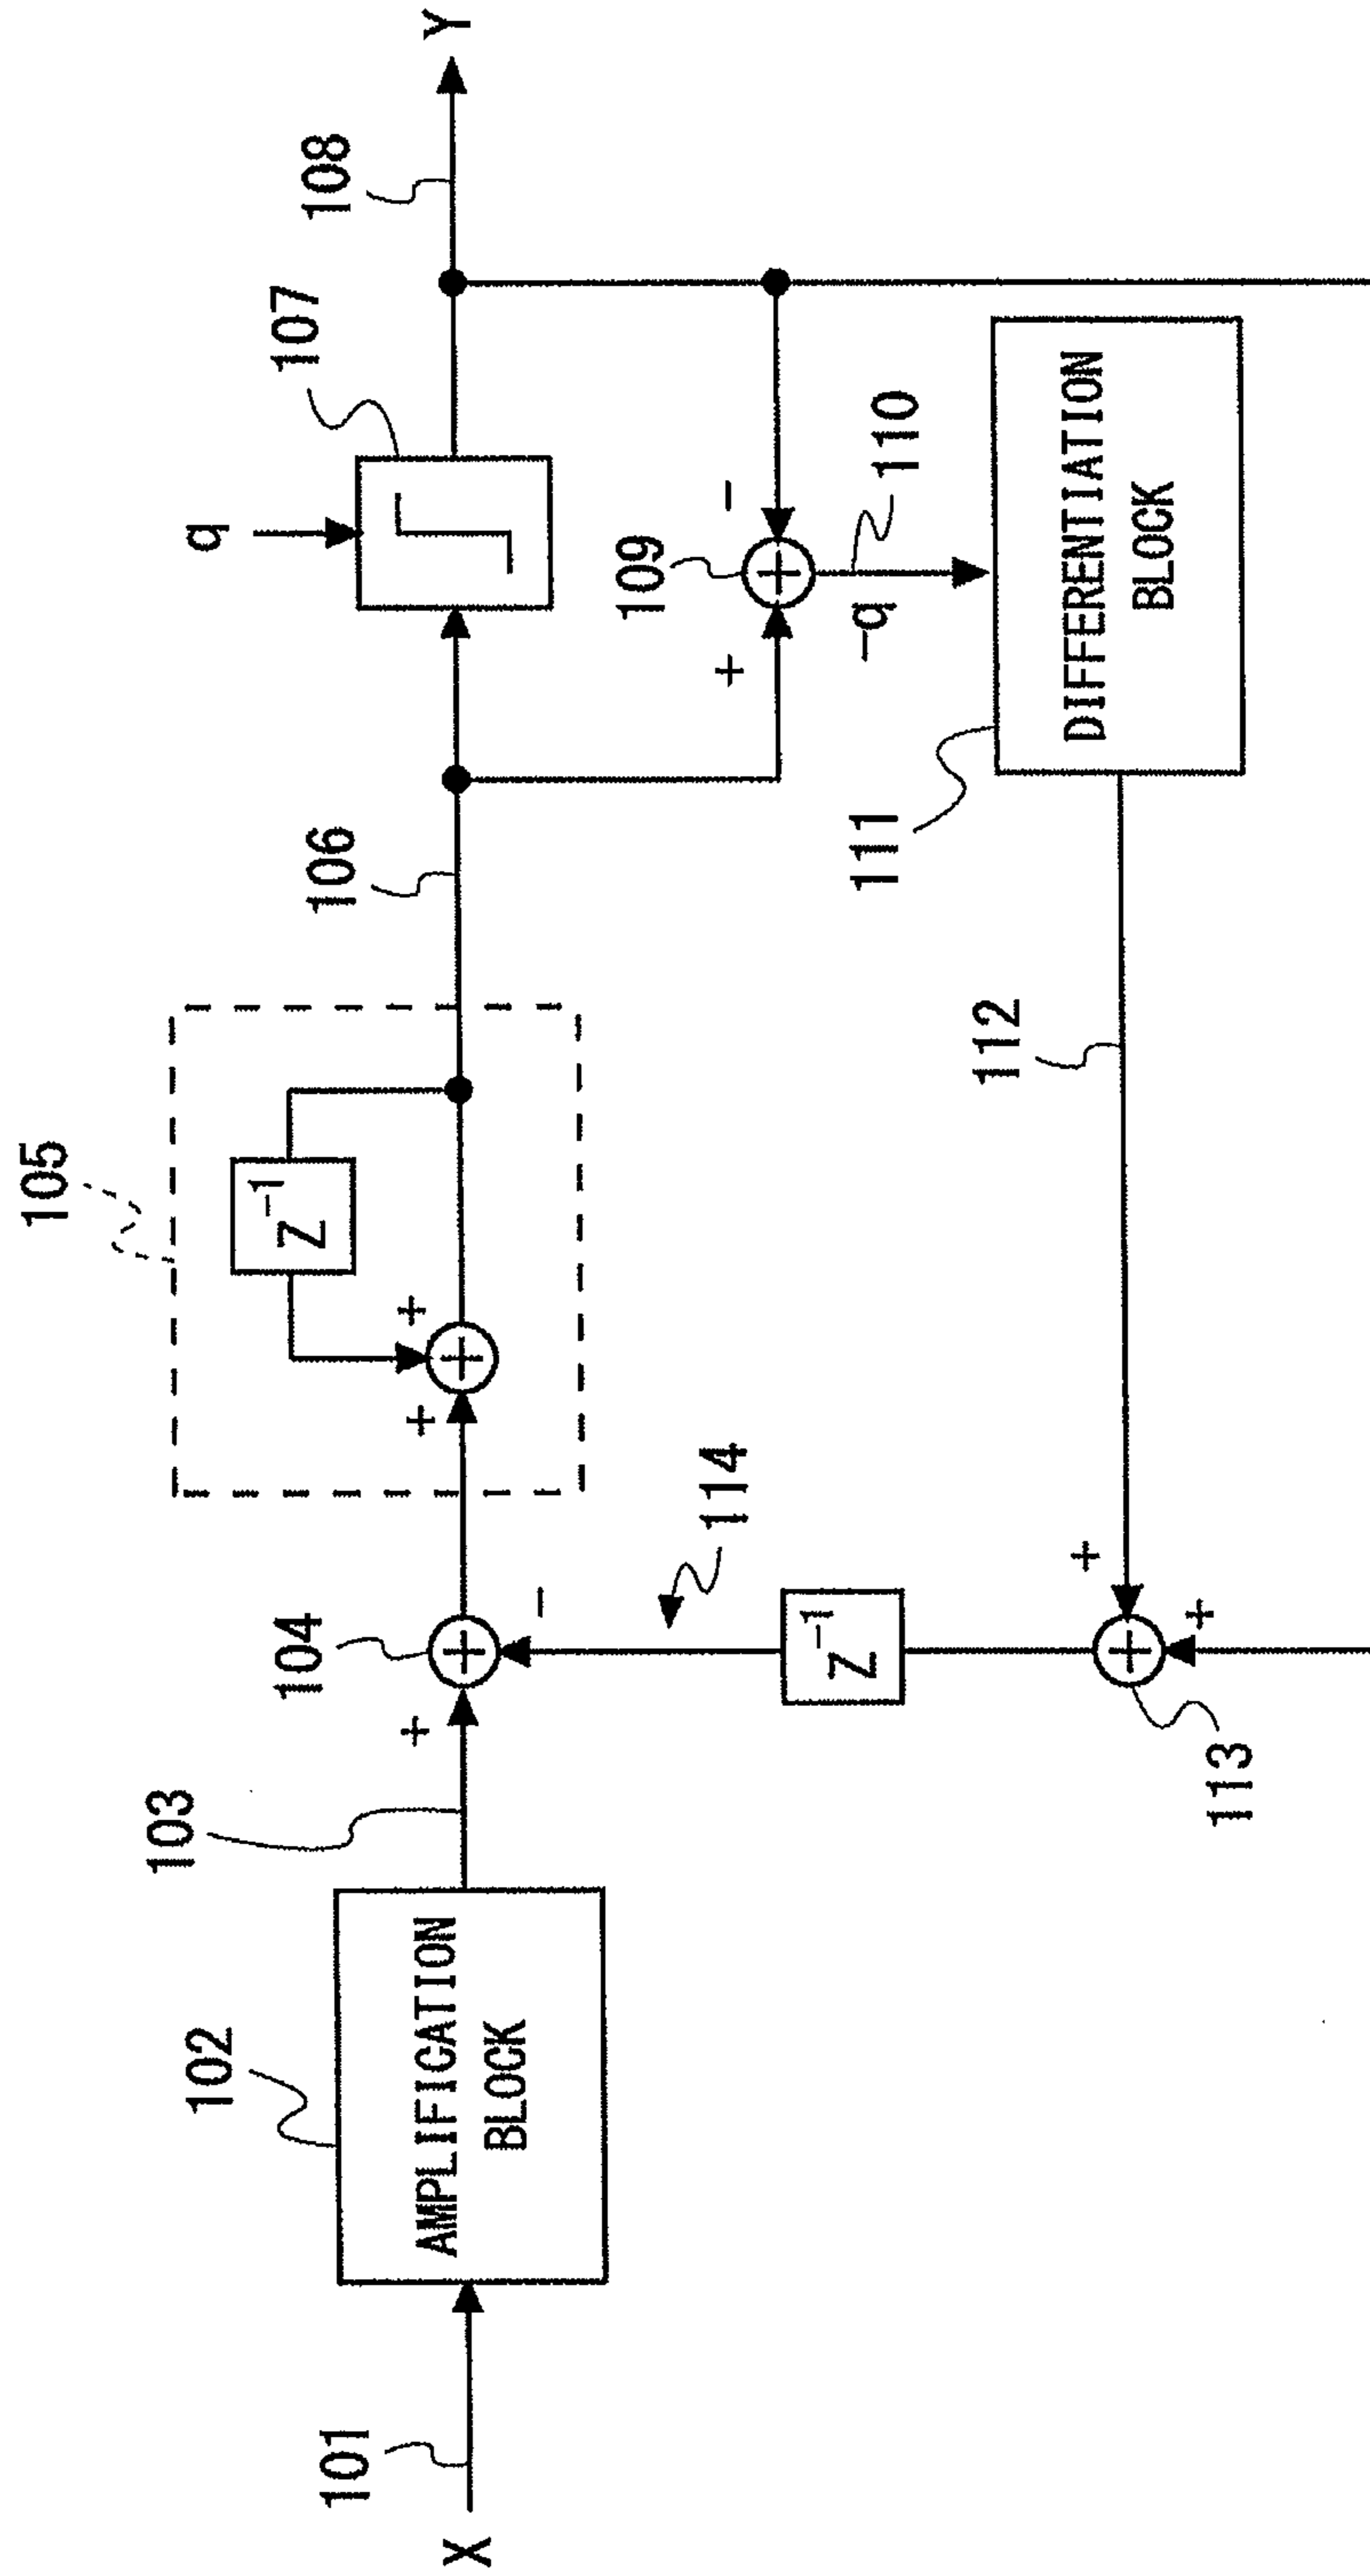 X
101
102
AMPLIFICATION
BLOCK
103
+
104
-
114
Z-1
105
+
+
Z-1
106
q
107
108
Y
109
+
-
-q
110
111
DIFFERENTIATION
BLOCK
112
+
+
113